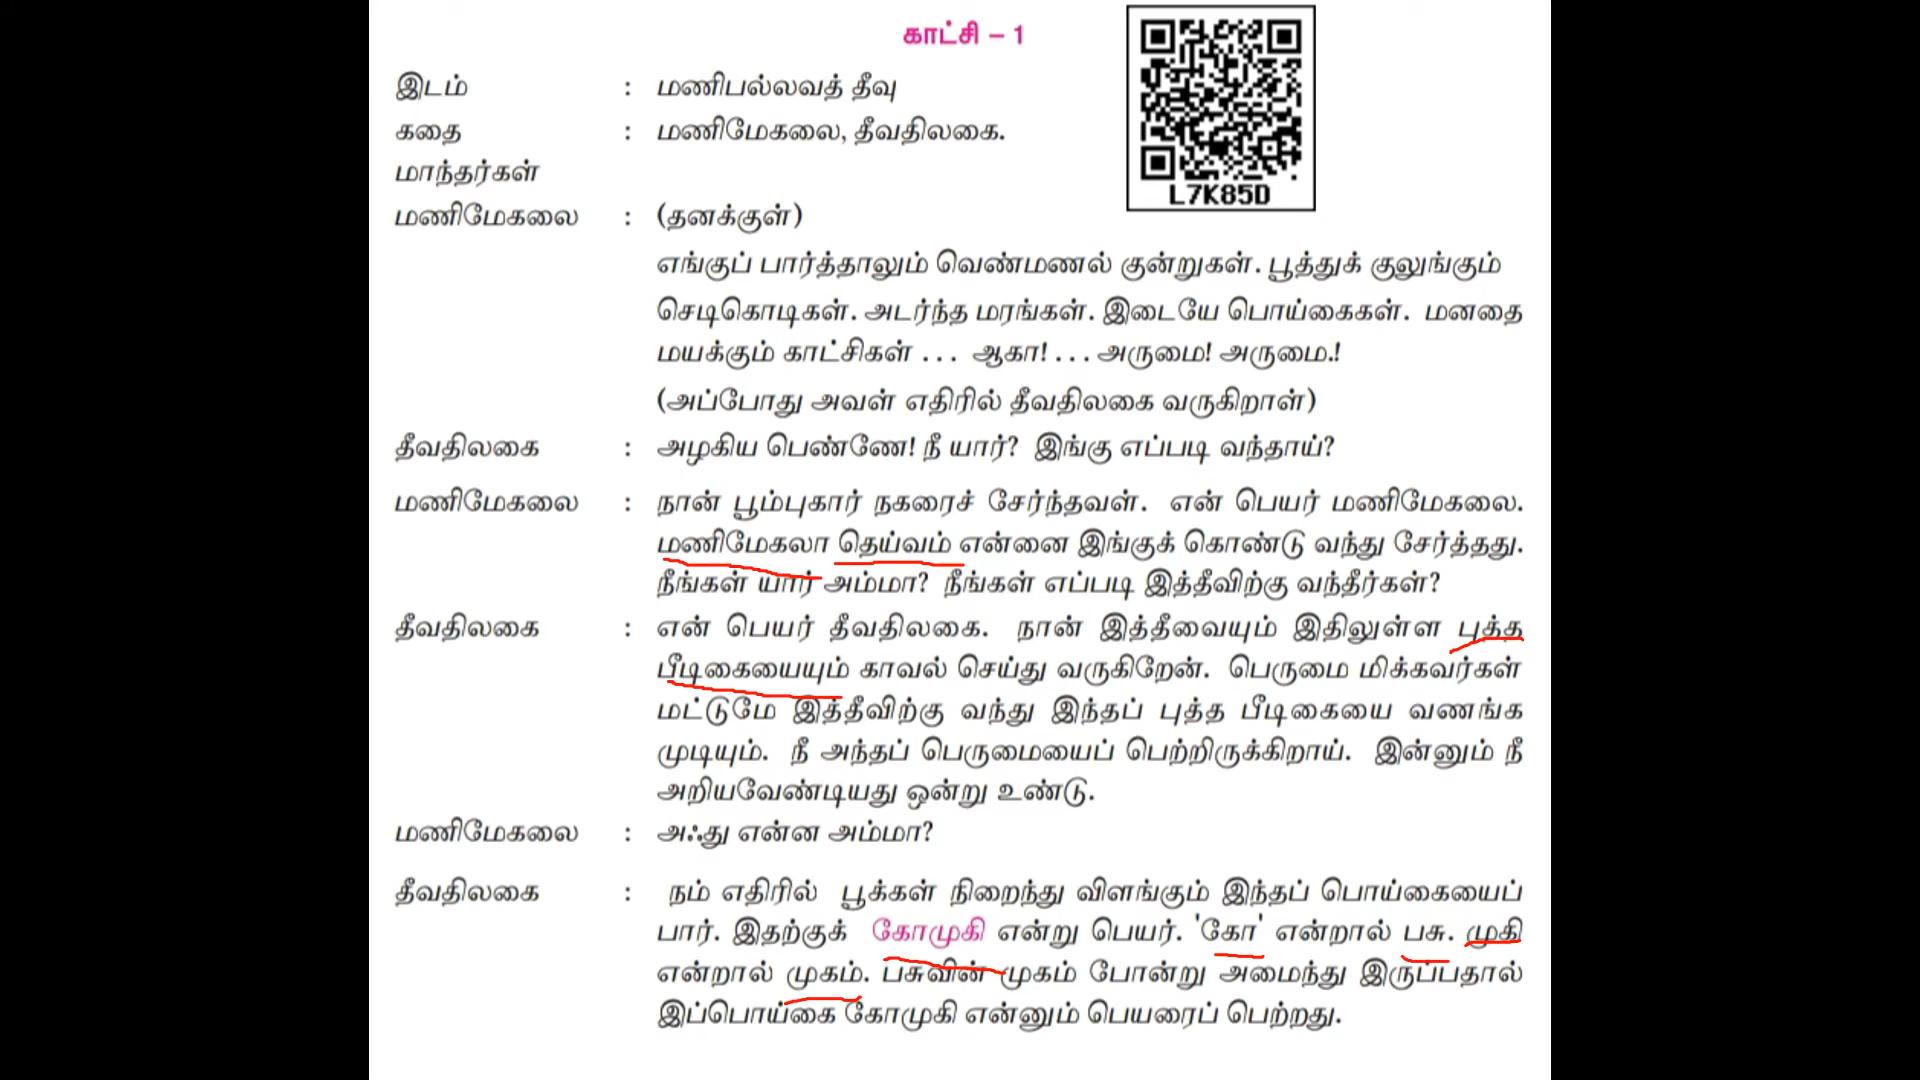 காட்சி – 1
இடம் : மணிபல்லவத் தீவு
கதை : மணிமேகலை, தீவதிலகை.
மாந்தர்கள்
L7K85D
மணிமேகலை : (தனக்குள்)
எங்குப் பார்த்தாலும் வெண்மணல் குன்றுகள். பூத்துக் குலுங்கும்
செடிகொடிகள். அடர்ந்த மரங்கள். இடையே பொய்கைகள். மனதை
மயக்கும் காட்சிகள் ... ஆகா! ... அருமை! அருமை.!
(அப்போது அவள் எதிரில் தீவதிலகை வருகிறாள்)
தீவதிலகை : அழகிய பெண்ணே! நீ யார்? இங்கு எப்படி வந்தாய்?
மணிமேகலை : நான் பூம்புகார் நகரைச் சேர்ந்தவள். என் பெயர் மணிமேகலை.
மணிமேகலா தெய்வம் என்னை இங்குக் கொண்டு வந்து சேர்த்தது.
நீங்கள் யார் அம்மா? நீங்கள் எப்படி இத்தீவிற்கு வந்தீர்கள்?
தீவதிலகை : என் பெயர் தீவதிலகை. நான் இத்தீவையும் இதிலுள்ள புத்த
பீடிகையையும் காவல் செய்து வருகிறேன். பெருமை மிக்கவர்கள்
மட்டுமே இத்தீவிற்கு வந்து இந்தப் புத்த பீடிகையை வணங்க
முடியும். நீ அந்தப் பெருமையைப் பெற்றிருக்கிறாய். இன்னும் நீ
அறியவேண்டியது ஒன்று உண்டு.
மணிமேகலை : அஃது என்ன அம்மா?
தீவதிலகை : நம் எதிரில் பூக்கள் நிறைந்து விளங்கும் இந்தப் பொய்கையைப்
பார். இதற்குக் கோமுகி என்று பெயர். 'கோ' என்றால் பசு. முகி
என்றால் முகம். பசுவின் முகம் போன்று அமைந்து இருப்பதால்
இப்பொய்கை கோமுகி என்னும் பெயரைப் பெற்றது.